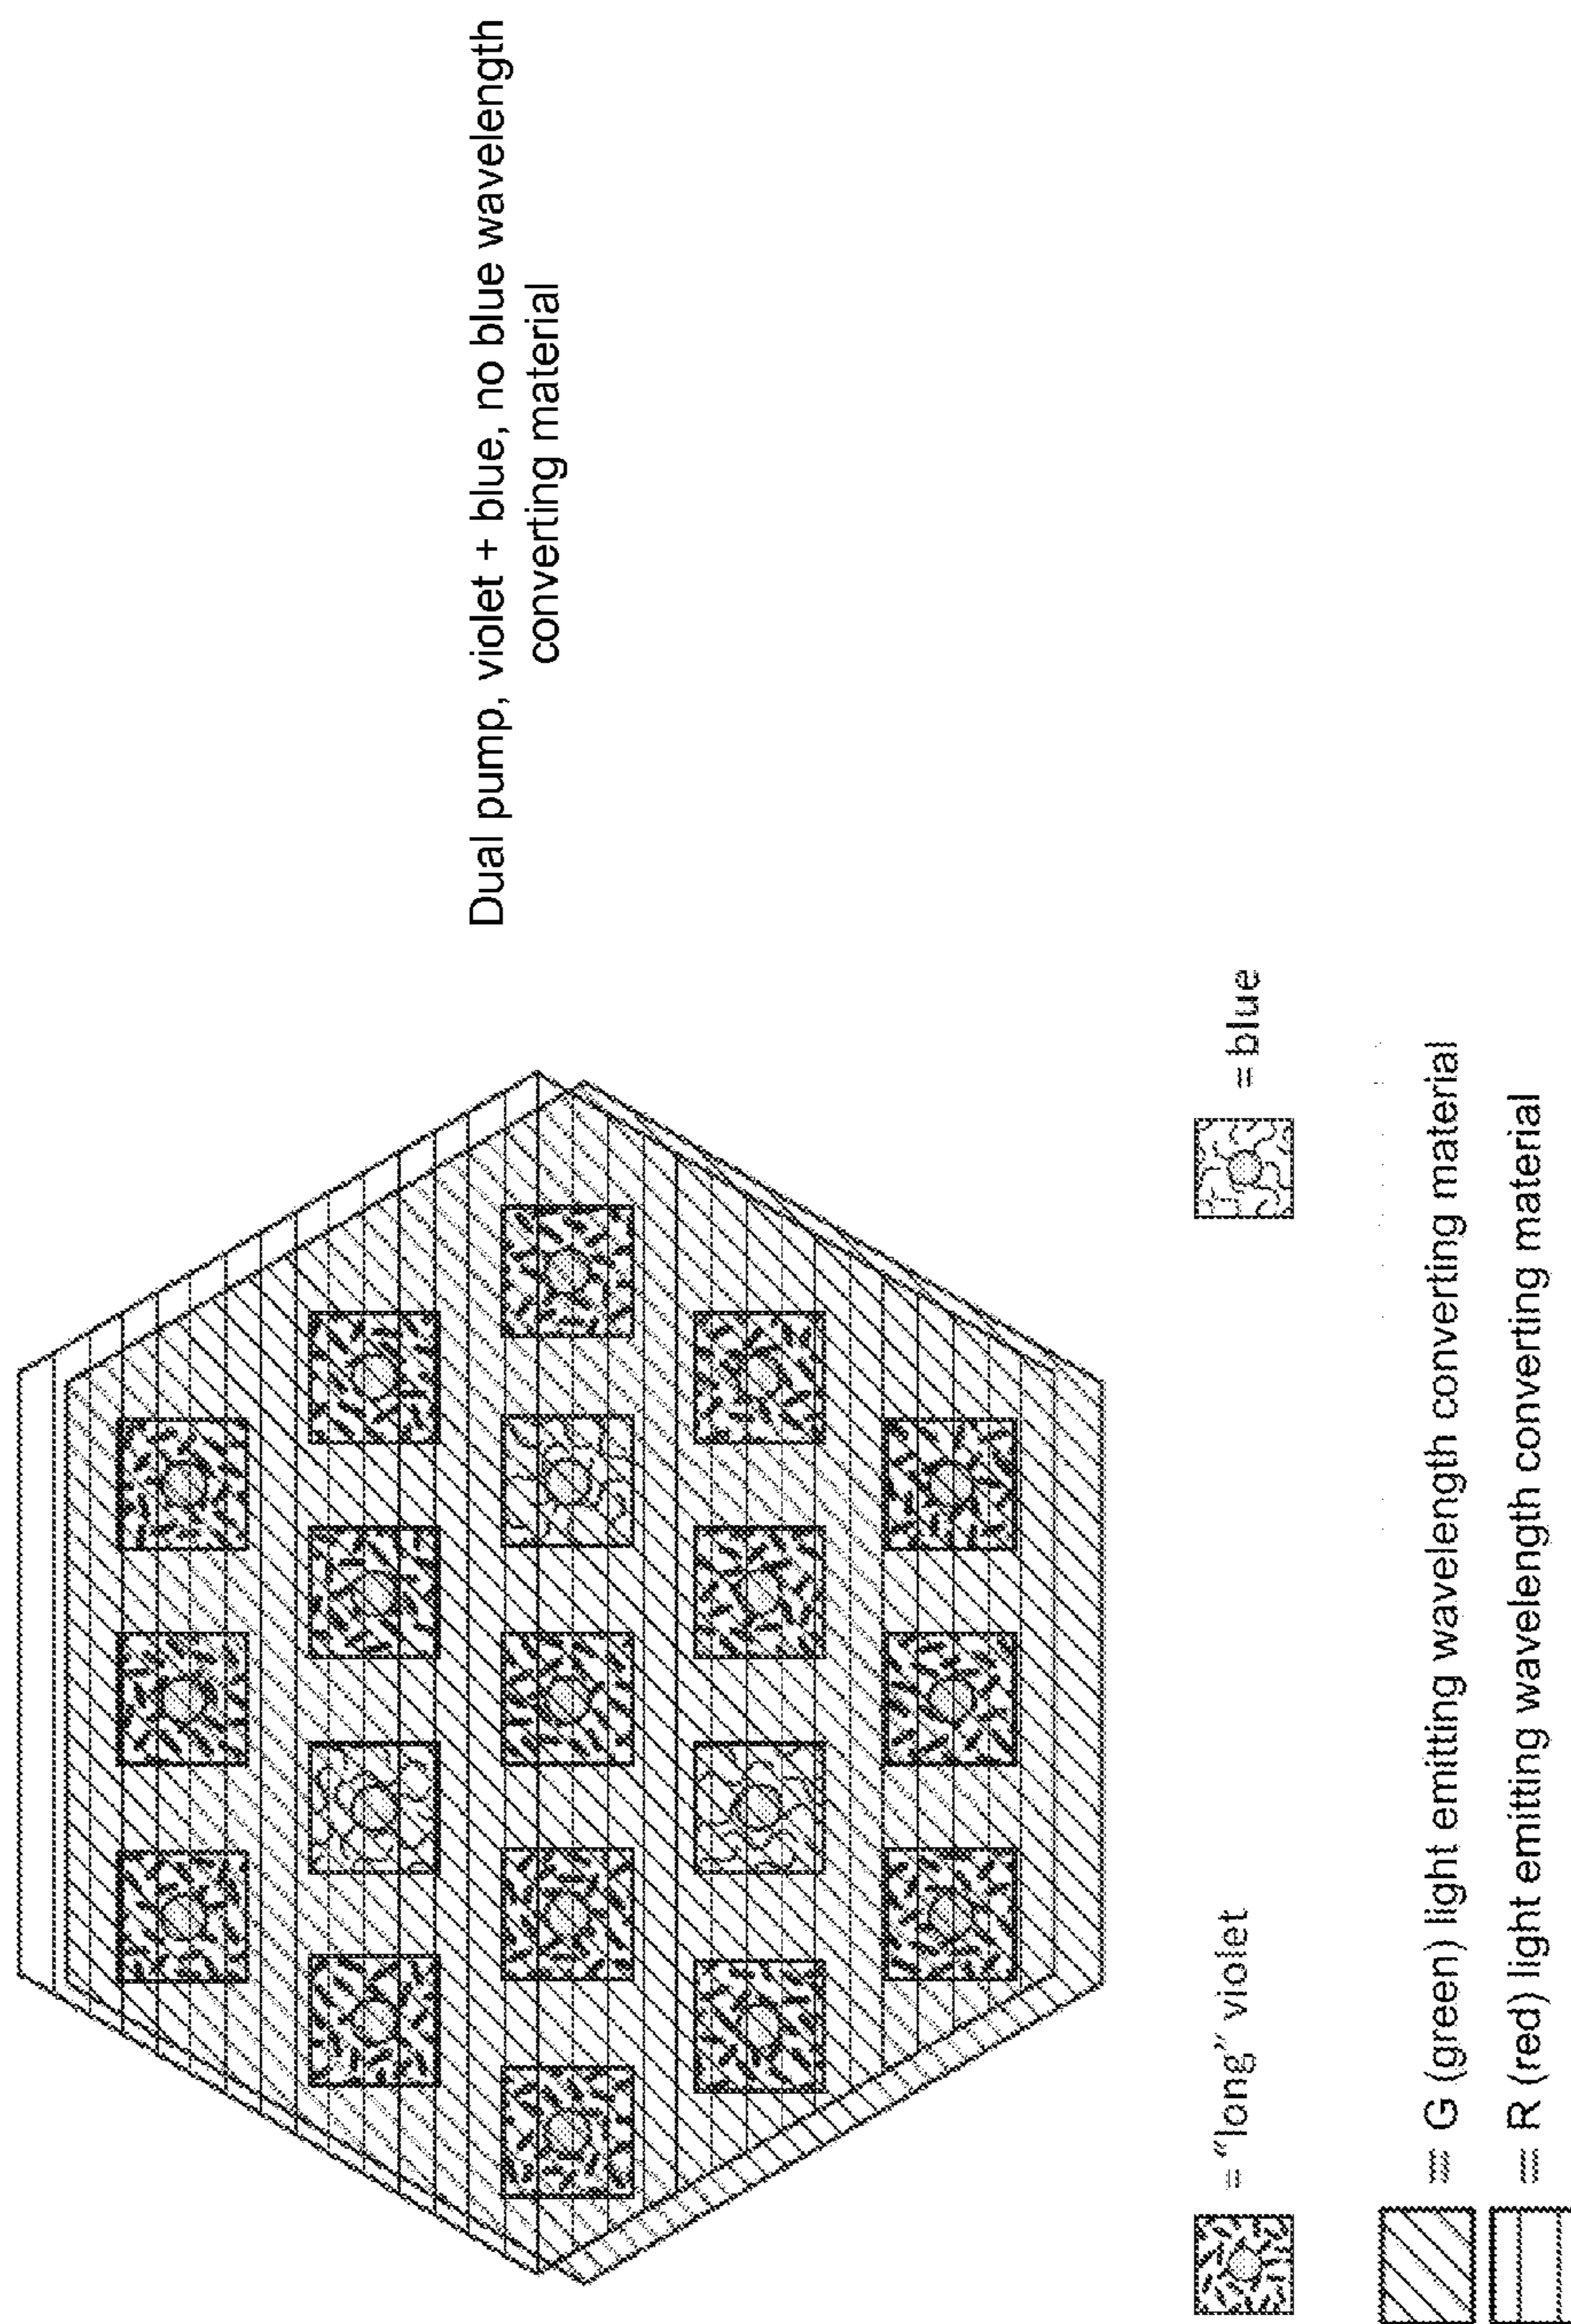 Dual pump, violet + blue, no blue wavelength
converting material
= "long" violet
= blue
= G (green) light emitting wavelength converting material
= R (red) light emitting wavelength converting material